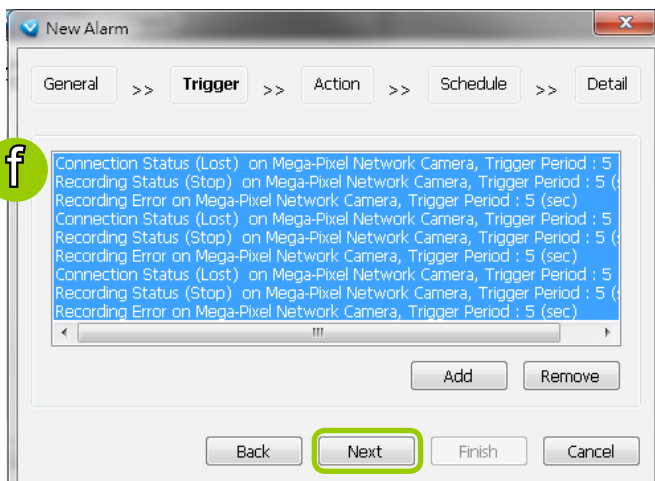 New Alarm
General >> Trigger >> Action >> Schedule >> Detail
f
Connection Status (Lost) on Mega-Pixel Network Camera, Trigger Period : 5
Recording Status (Stop) on Mega-Pixel Network Camera, Trigger Period : 5 (
Recording Error on Mega-Pixel Network Camera, Trigger Period : 5 (sec)
Connection Status (Lost) on Mega-Pixel Network Camera, Trigger Period : 5
Recording Status (Stop) on Mega-Pixel Network Camera, Trigger Period : 5 (
Recording Error on Mega-Pixel Network Camera, Trigger Period : 5 (sec)
Connection Status (Lost) on Mega-Pixel Network Camera, Trigger Period : 5
Recording Status (Stop) on Mega-Pixel Network Camera, Trigger Period : 5 (
Recording Error on Mega-Pixel Network Camera, Trigger Period : 5 (sec)
Add Remove
Back Next Finish Cancel